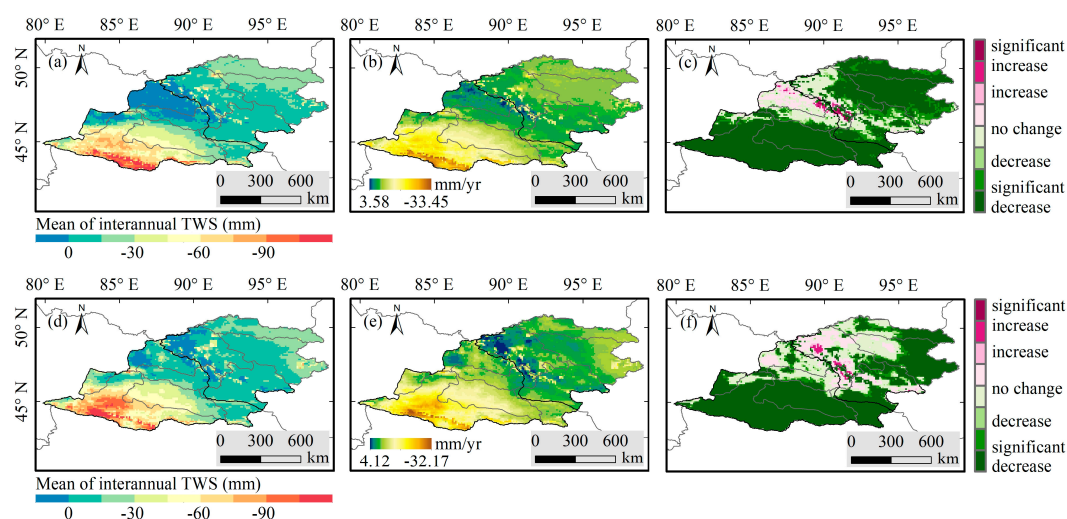 80° E 85° E 90° E 95° E 80° E 85° E 90° E 95° E 80° E 85° E 90° E 95° E
50° N
45° N
(a)
N
0 300 600
km
Mean of interannual TWS (mm)
0 -30 -60 -90
(b)
N
mm/yr
3.58 -33.45
0 300 600
km
(c)
N
0 300 600
km
significant
increase
increase
no change
decrease
significant
decrease
80° E 85° E 90° E 95° E 80° E 85° E 90° E 95° E 80° E 85° E 90° E 95° E
50° N
45° N
(d)
N
0 300 600
km
Mean of interannual TWS (mm)
0 -30 -60 -90
(e)
N
mm/yr
4.12 -32.17
0 300 600
km
(f)
N
0 300 600
km
significant
increase
increase
no change
decrease
significant
decrease